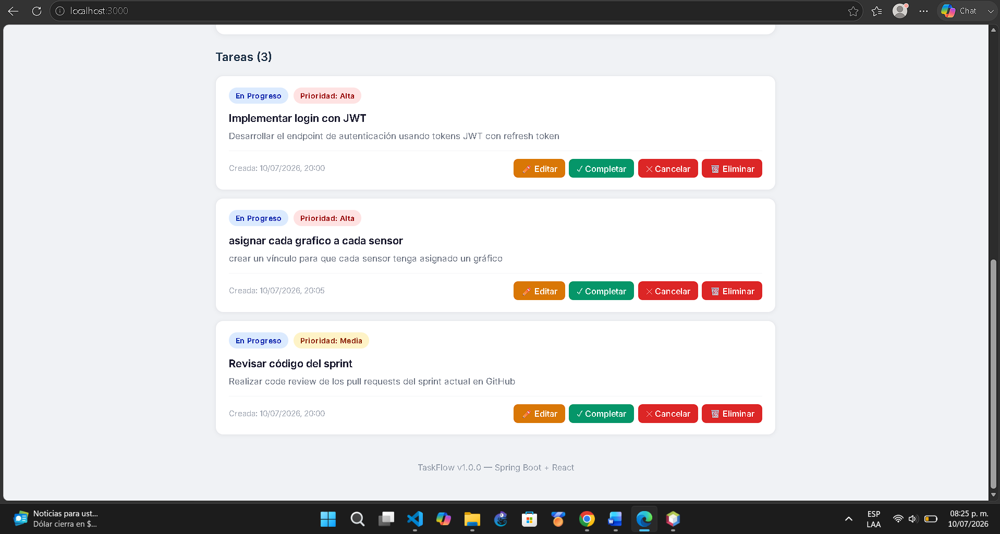 localhost:3000
Chat
Tareas (3)
En Progreso Prioridad: Alta
Implementar login con JWT
Desarrollar el endpoint de autenticación usando tokens JWT con refresh token
Creada: 10/07/2026, 20:00 Editar ✓ Completar ✕ Cancelar Eliminar
En Progreso Prioridad: Alta
asignar cada grafico a cada sensor
crear un vínculo para que cada sensor tenga asignado un gráfico
Creada: 10/07/2026, 20:05 Editar ✓ Completar ✕ Cancelar Eliminar
En Progreso Prioridad: Media
Revisar código del sprint
Realizar code review de los pull requests del sprint actual en GitHub
Creada: 10/07/2026, 20:00 Editar ✓ Completar ✕ Cancelar Eliminar
TaskFlow v1.0.0 — Spring Boot + React
Noticias para ust...
Dólar cierra en $...
ESP
LAA
08:25 p. m.
10/07/2026